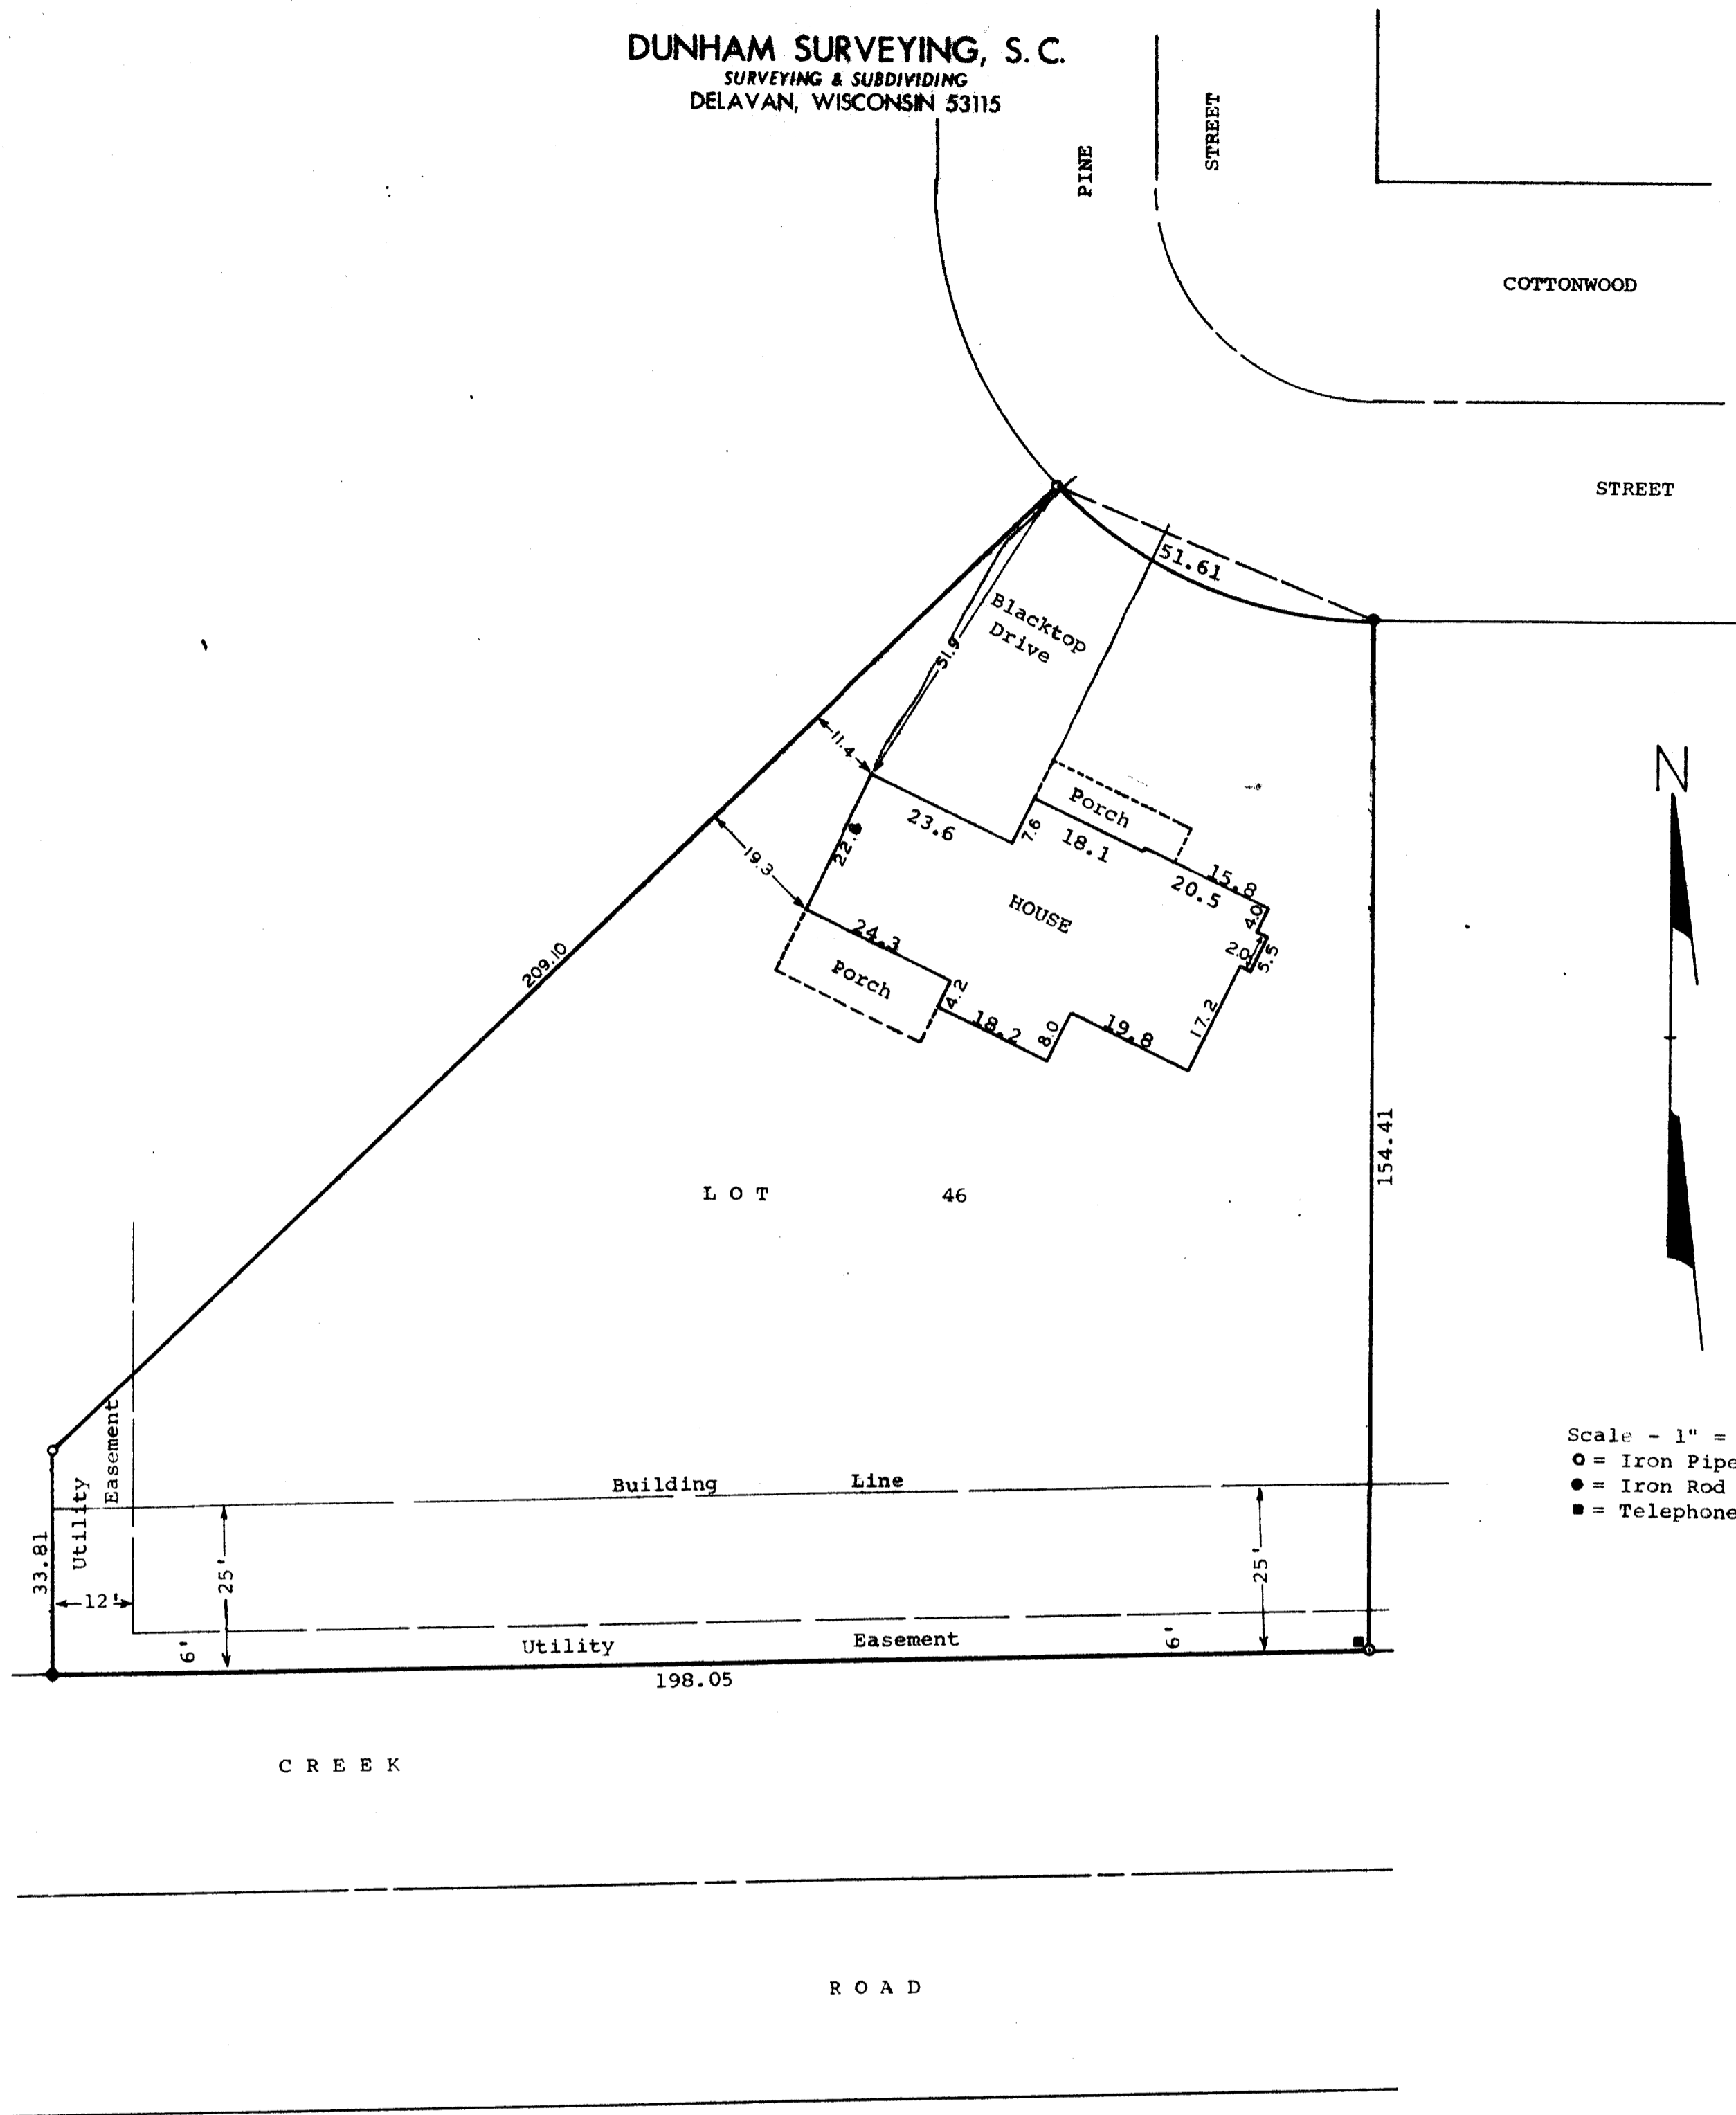 DUNHAM SURVEYING, S. C.
SURVEYING & SUBDIVIDING
DELAVAN, WISCONSIN 53115
PINE
STREET
COTTONWOOD
STREET
51.61
Blacktop
Drive
51.9
11.4
23.6
7.6
Porch
18.1
15.8
20.5
4.0
2.0
5.5
17.2
22.8
19.3
HOUSE
24.3
Porch
4.2
18.2
8.0
19.8
209.10
154.41
N
LOT 46
Scale - 1" =
= Iron Pipe
= Iron Rod
= Telephone
Building Line
Utility
Easement
33.81
12'
25'
25'
6'
Utility Easement
6'
198.05
CREEK
ROAD